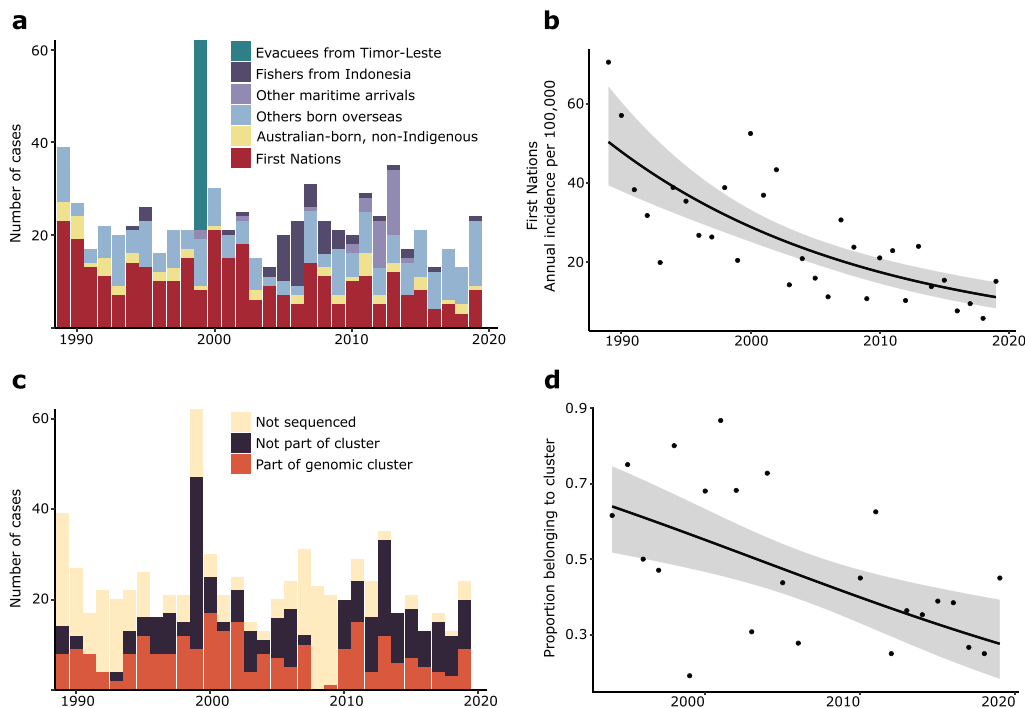 a
60
40
20
Number of cases
Evacuees from Timor-Leste
Fishers from Indonesia
Other maritime arrivals
Others born overseas
Australian-born, non-Indigenous
First Nations
1990
2000
2010
2020
b
60
40
20
First Nations
Annual incidence per 100,000
1990
2000
2010
2020
c
60
40
20
Number of cases
Not sequenced
Not part of cluster
Part of genomic cluster
1990
2000
2010
2020
d
0.9
0.7
0.5
0.3
Proportion belonging to cluster
2000
2010
2020